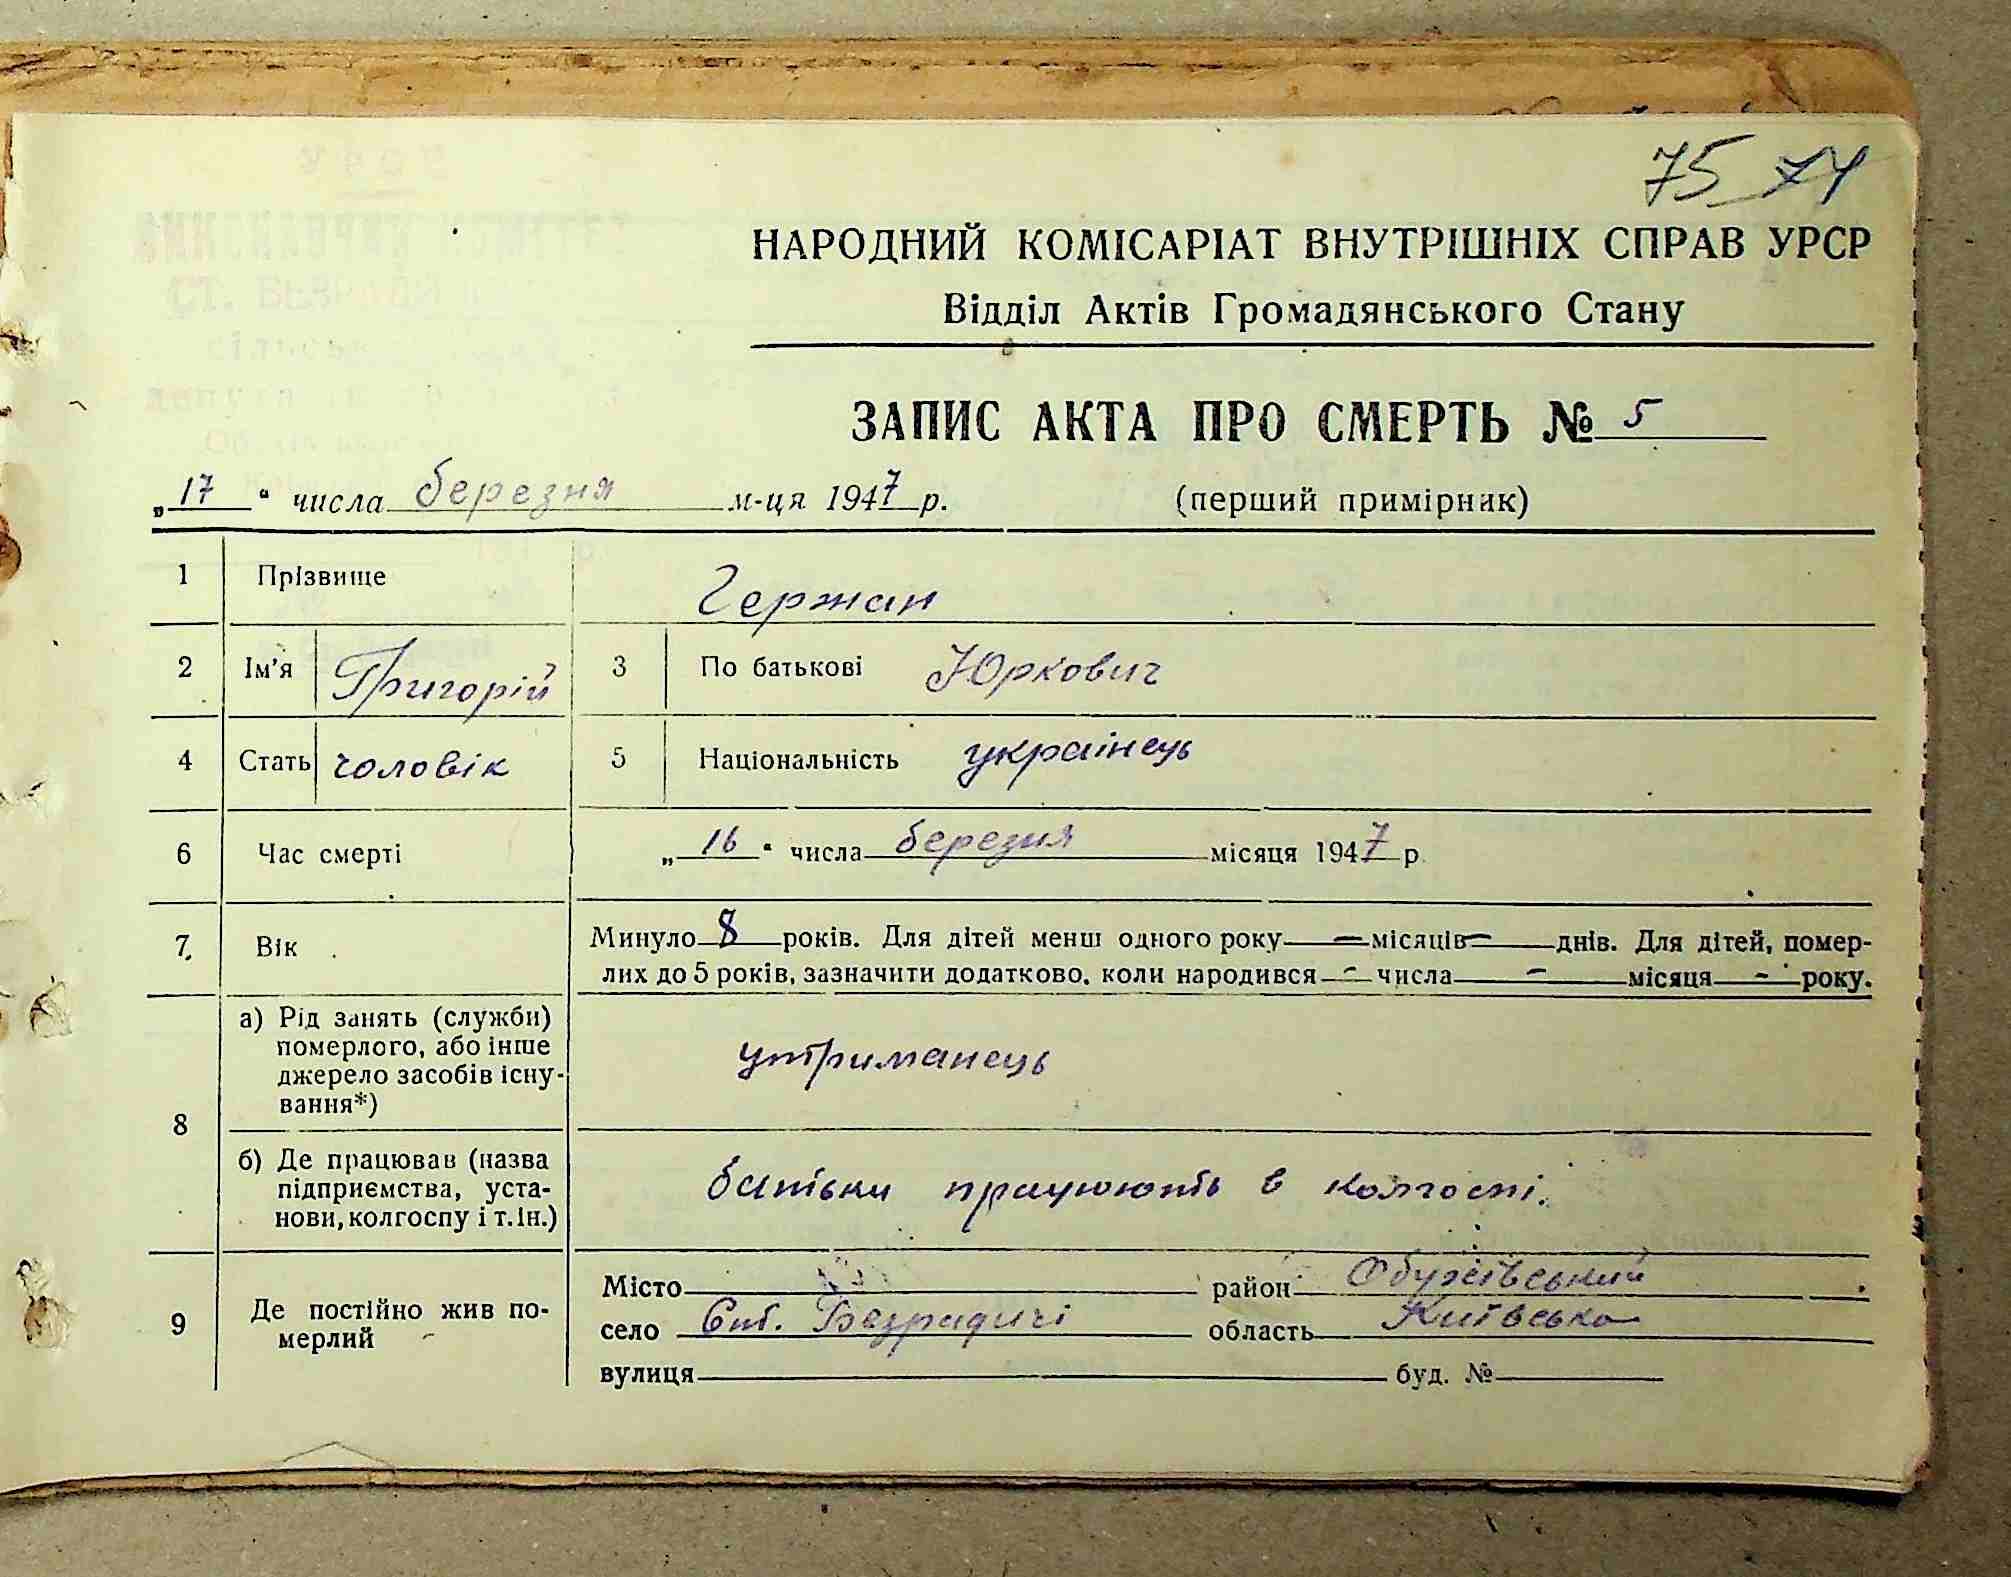 75 74
НАРОДНИЙ КОМІСАРІАТ ВНУТРІШНІХ СПРАВ УРСР
Відділ Актів Громадянського Стану
ЗАПИС АКТА ПРО СМЕРТЬ № 5
„17“ числа березня м-ця 1947 р.
(перший примірник)
1 Прізвище Гержан
2 Ім'я Григорій 3 По батькові Юркович
4 Стать чоловік 5 Національність українець
6 Час смерті „16“ числа березня місяця 1947 р.
7. Вік Минуло 8 років. Для дітей менш одного року — місяців — днів. Для дітей, помер-
лих до 5 років, зазначити додатково, коли народився - числа - місяця - року.
8
а) Рід занять (служби)
померлого, або інше
джерело засобів існу-
вання*)
утриманець
б) Де працював (назва
підприємства, уста-
нови, колгоспу і т. ін.)
батьки працюють в колгоспі.
9 Де постійно жив по-
мерлий
Місто район Обухівський
село Ст. Безрадичі область Київська
вулиця буд. №